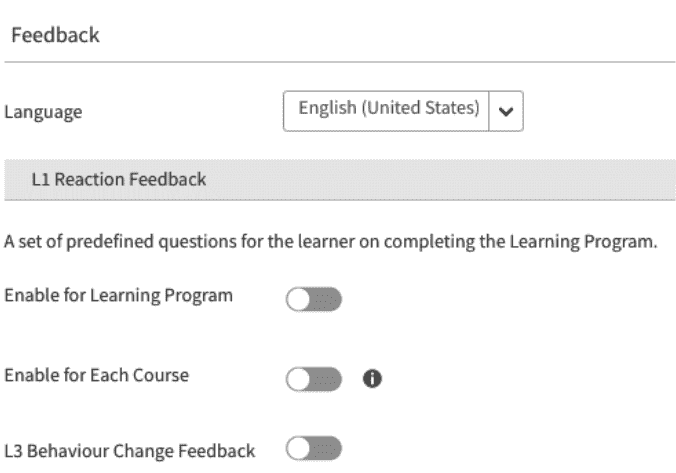 Feedback
Language
English (United States)
L1 Reaction Feedback
A set of predefined questions for the learner on completing the Learning Program.
Enable for Learning Program
Enable for Each Course
L3 Behaviour Change Feedback